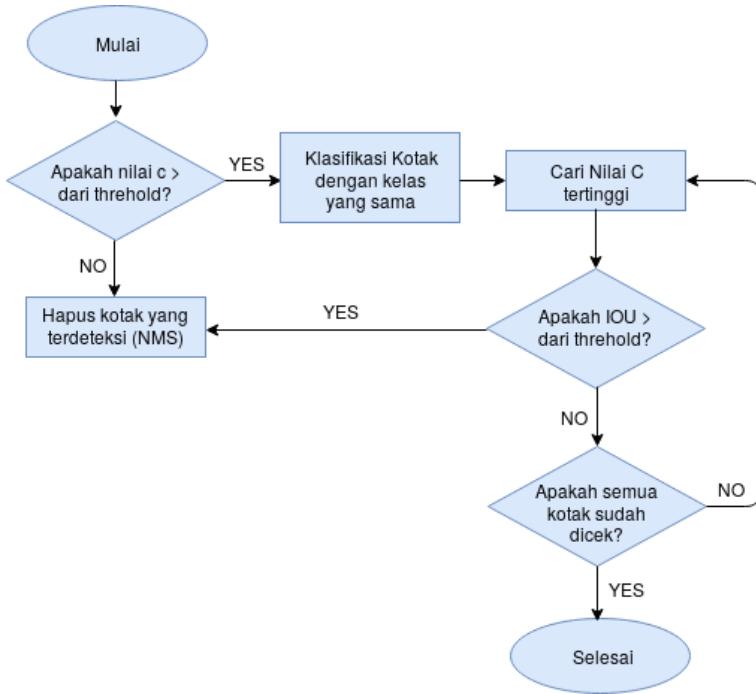 Mulai
Apakah nilai c >
dari threhold?
YES
Klasifikasi Kotak
dengan kelas
yang sama
Cari Nilai C
tertinggi
NO
Hapus kotak yang
terdeteksi (NMS)
YES
Apakah IOU >
dari threhold?
NO
Apakah semua
kotak sudah
dicek?
NO
YES
Selesai